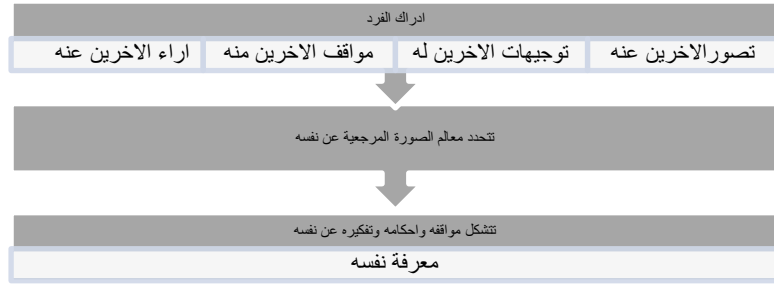 ادراك الفرد
تصورالاخرين عنه توجيهات الاخرين له مواقف الاخرين منه اراء الاخرين عنه
تتحدد معالم الصورة المرجعية عن نفسه
تتشكل مواقفه واحكامه وتفكيره عن نفسه
معرفة نفسه